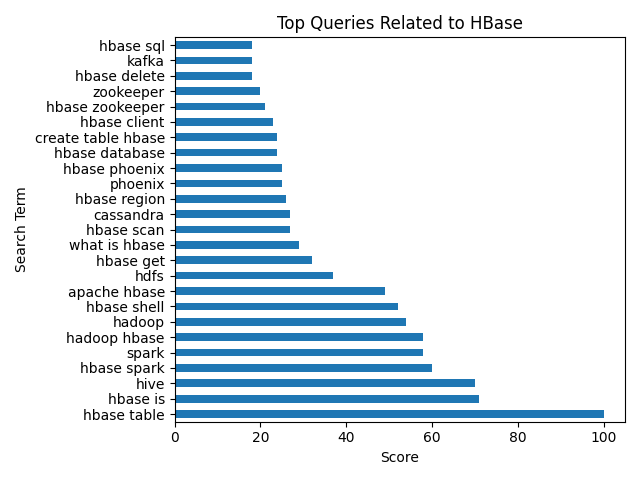 Top Queries Related to HBase
hbase sql
kafka
hbase delete
zookeeper
hbase zookeeper
hbase client
create table hbase
hbase database
hbase phoenix
phoenix
hbase region
cassandra
hbase scan
what is hbase
hbase get
hdfs
apache hbase
hbase shell
hadoop
hadoop hbase
spark
hbase spark
hive
hbase is
hbase table
Search Term
0 20 40 60 80 100
Score